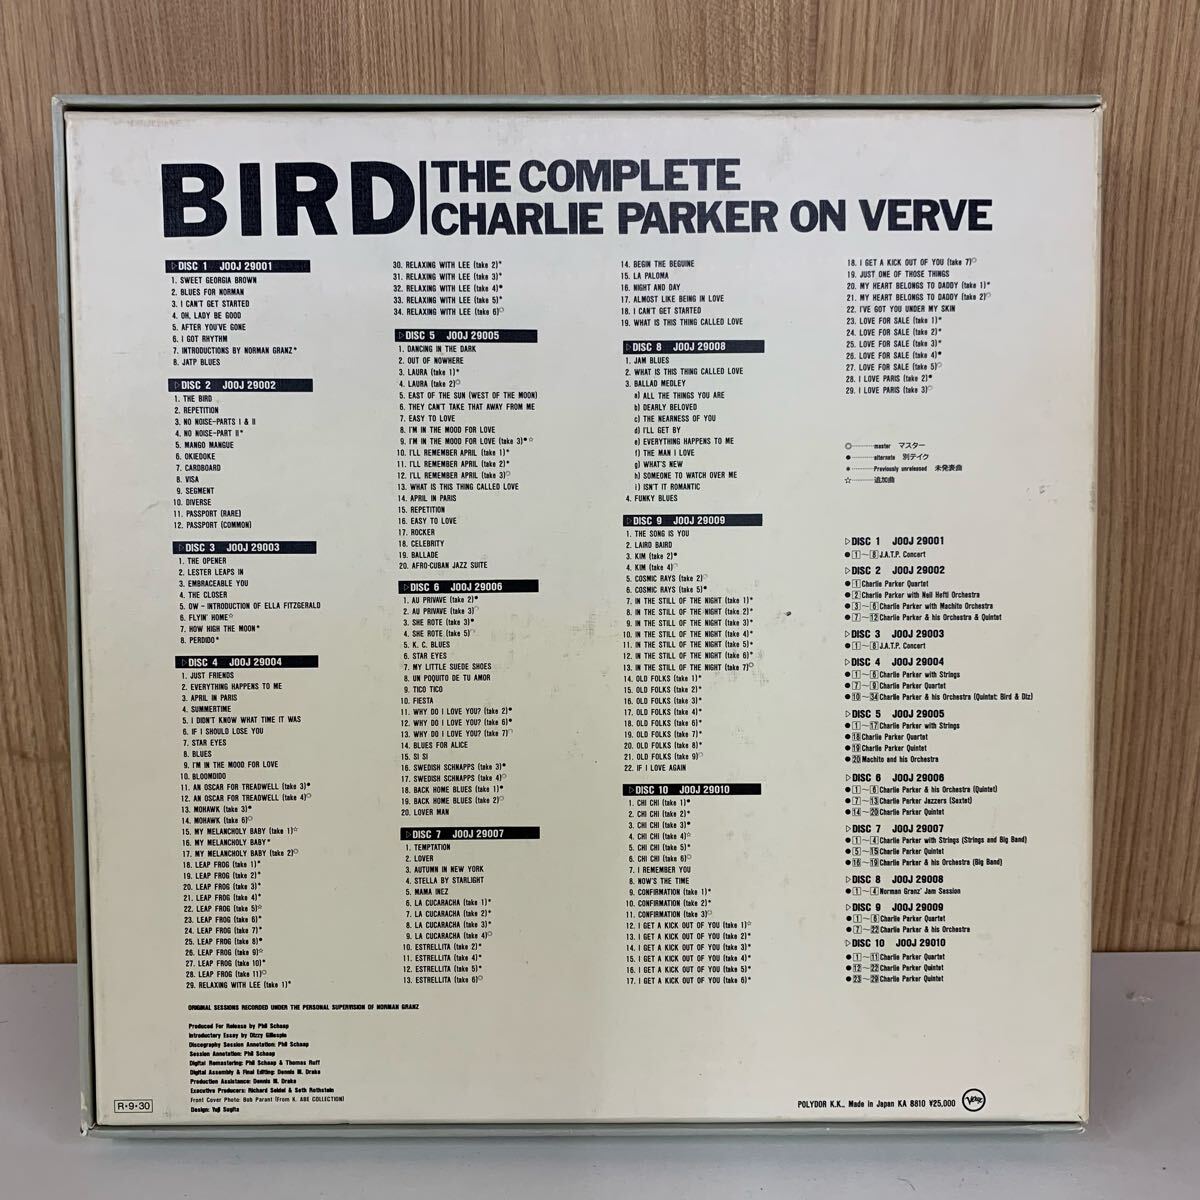 BIRD
THE COMPLETE
CHARLIE PARKER ON VERVE
▷DISC 1 J00J 29001
1. SWEET GEORGIA BROWN
2. BLUES FOR NORMAN
3. I CAN'T GET STARTED
4. OH, LADY BE GOOD
5. AFTER YOU'VE GONE
6. I GOT RHYTHM
7. INTRODUCTIONS BY NORMAN GRANZ*
8. JATP BLUES
▷DISC 2 J00J 29002
1. THE BIRD
2. REPETITION
3. NO NOISE-PARTS I & II
4. NO NOISE-PART II*
5. MANGO MANGUE
6. OKIEDOKE
7. CARDBOARD
8. VISA
9. SEGMENT
10. DIVERSE
11. PASSPORT (RARE)
12. PASSPORT (COMMON)
▷DISC 3 J00J 29003
1. THE OPENER
2. LESTER LEAPS IN
3. EMBRACEABLE YOU
4. THE CLOSER
5. OW - INTRODUCTION OF ELLA FITZGERALD
6. FLYIN' HOME☆
7. HOW HIGH THE MOON*
8. PERDIDO*
▷DISC 4 J00J 29004
1. JUST FRIENDS
2. EVERYTHING HAPPENS TO ME
3. APRIL IN PARIS
4. SUMMERTIME
5. I DIDN'T KNOW WHAT TIME IT WAS
6. IF I SHOULD LOSE YOU
7. STAR EYES
8. BLUES
9. I'M IN THE MOOD FOR LOVE
10. BLOOMDIDO
11. AN OSCAR FOR TREADWELL (take 3)●
12. AN OSCAR FOR TREADWELL (take 4)◎
13. MOHAWK (take 3)●
14. MOHAWK (take 6)◎
15. MY MELANCHOLY BABY (take 1)☆
16. MY MELANCHOLY BABY*
17. MY MELANCHOLY BABY (take 2)◎
18. LEAP FROG (take 1)*
19. LEAP FROG (take 2)*
20. LEAP FROG (take 3)*
21. LEAP FROG (take 4)*
22. LEAP FROG (take 5)☆
23. LEAP FROG (take 6)*
24. LEAP FROG (take 7)*
25. LEAP FROG (take 8)●
26. LEAP FROG (take 9)☆
27. LEAP FROG (take 10)*
28. LEAP FROG (take 11)◎
29. RELAXING WITH LEE (take 1)*
30. RELAXING WITH LEE (take 2)*
31. RELAXING WITH LEE (take 3)*
32. RELAXING WITH LEE (take 4)●
33. RELAXING WITH LEE (take 5)*
34. RELAXING WITH LEE (take 6)◎
▷DISC 5 J00J 29005
1. DANCING IN THE DARK
2. OUT OF NOWHERE
3. LAURA (take 1)*
4. LAURA (take 2)◎
5. EAST OF THE SUN (WEST OF THE MOON)
6. THEY CAN'T TAKE THAT AWAY FROM ME
7. EASY TO LOVE
8. I'M IN THE MOOD FOR LOVE
9. I'M IN THE MOOD FOR LOVE (take 3)●☆
10. I'LL REMEMBER APRIL (take 1)*
11. I'LL REMEMBER APRIL (take 2)*
12. I'LL REMEMBER APRIL (take 3)◎
13. WHAT IS THIS THING CALLED LOVE
14. APRIL IN PARIS
15. REPETITION
16. EASY TO LOVE
17. ROCKER
18. CELEBRITY
19. BALLADE
20. AFRO-CUBAN JAZZ SUITE
▷DISC 6 J00J 29006
1. AU PRIVAVE (take 2)●
2. AU PRIVAVE (take 3)◎
3. SHE ROTE (take 3)●
4. SHE ROTE (take 5)◎
5. K. C. BLUES
6. STAR EYES
7. MY LITTLE SUEDE SHOES
8. UN POQUITO DE TU AMOR
9. TICO TICO
10. FIESTA
11. WHY DO I LOVE YOU? (take 2)●
12. WHY DO I LOVE YOU? (take 6)●
13. WHY DO I LOVE YOU? (take 7)◎
14. BLUES FOR ALICE
15. SI SI
16. SWEDISH SCHNAPPS (take 3)●
17. SWEDISH SCHNAPPS (take 4)◎
18. BACK HOME BLUES (take 1)●
19. BACK HOME BLUES (take 2)◎
20. LOVER MAN
▷DISC 7 J00J 29007
1. TEMPTATION
2. LOVER
3. AUTUMN IN NEW YORK
4. STELLA BY STARLIGHT
5. MAMA INEZ
6. LA CUCARACHA (take 1)*
7. LA CUCARACHA (take 2)*
8. LA CUCARACHA (take 3)*
9. LA CUCARACHA (take 4)◎
10. ESTRELLITA (take 2)*
11. ESTRELLITA (take 4)*
12. ESTRELLITA (take 5)*
13. ESTRELLITA (take 6)◎
14. BEGIN THE BEGUINE
15. LA PALOMA
16. NIGHT AND DAY
17. ALMOST LIKE BEING IN LOVE
18. I CAN'T GET STARTED
19. WHAT IS THIS THING CALLED LOVE
▷DISC 8 J00J 29008
1. JAM BLUES
2. WHAT IS THIS THING CALLED LOVE
3. BALLAD MEDLEY
a) ALL THE THINGS YOU ARE
b) DEARLY BELOVED
c) THE NEARNESS OF YOU
d) I'LL GET BY
e) EVERYTHING HAPPENS TO ME
f) THE MAN I LOVE
g) WHAT'S NEW
h) SOMEONE TO WATCH OVER ME
i) ISN'T IT ROMANTIC
4. FUNKY BLUES
▷DISC 9 J00J 29009
1. THE SONG IS YOU
2. LAIRD BAIRD
3. KIM (take 2)●
4. KIM (take 4)◎
5. COSMIC RAYS (take 2)◎
6. COSMIC RAYS (take 5)●
7. IN THE STILL OF THE NIGHT (take 1)*
8. IN THE STILL OF THE NIGHT (take 2)*
9. IN THE STILL OF THE NIGHT (take 3)*
10. IN THE STILL OF THE NIGHT (take 4)*
11. IN THE STILL OF THE NIGHT (take 5)*
12. IN THE STILL OF THE NIGHT (take 6)*
13. IN THE STILL OF THE NIGHT (take 7)◎
14. OLD FOLKS (take 1)*
15. OLD FOLKS (take 2)*
16. OLD FOLKS (take 3)*
17. OLD FOLKS (take 4)*
18. OLD FOLKS (take 6)*
19. OLD FOLKS (take 7)*
20. OLD FOLKS (take 8)*
21. OLD FOLKS (take 9)◎
22. IF I LOVE AGAIN
▷DISC 10 J00J 29010
1. CHI CHI (take 1)●
2. CHI CHI (take 2)*
3. CHI CHI (take 3)●
4. CHI CHI (take 4)☆
5. CHI CHI (take 5)*
6. CHI CHI (take 6)◎
7. I REMEMBER YOU
8. NOW'S THE TIME
9. CONFIRMATION (take 1)*
10. CONFIRMATION (take 2)*
11. CONFIRMATION (take 3)◎
12. I GET A KICK OUT OF YOU (take 1)☆
13. I GET A KICK OUT OF YOU (take 2)*
14. I GET A KICK OUT OF YOU (take 3)*
15. I GET A KICK OUT OF YOU (take 4)*
16. I GET A KICK OUT OF YOU (take 5)*
17. I GET A KICK OUT OF YOU (take 6)*
18. I GET A KICK OUT OF YOU (take 7)◎
19. JUST ONE OF THOSE THINGS
20. MY HEART BELONGS TO DADDY (take 1)*
21. MY HEART BELONGS TO DADDY (take 2)◎
22. I'VE GOT YOU UNDER MY SKIN
23. LOVE FOR SALE (take 1)*
24. LOVE FOR SALE (take 2)*
25. LOVE FOR SALE (take 3)*
26. LOVE FOR SALE (take 4)●
27. LOVE FOR SALE (take 5)◎
28. I LOVE PARIS (take 2)●
29. I LOVE PARIS (take 3)◎
◎………master マスター
●………alternate 別テイク
*………Previously unreleased 未発表曲
☆………追加曲
▷DISC 1 J00J 29001
●1〜8 J.A.T.P. Concert
▷DISC 2 J00J 29002
●1 Charlie Parker Quartet
●2 Charlie Parker with Neil Hefti Orchestra
●3〜6 Charlie Parker with Machito Orchestra
●7〜12 Charlie Parker & his Orchestra & Quintet
▷DISC 3 J00J 29003
●1〜8 J.A.T.P. Concert
▷DISC 4 J00J 29004
●1〜6 Charlie Parker with Strings
●7〜9 Charlie Parker Quartet
●10〜34 Charlie Parker & his Orchestra (Quintet: Bird & Diz)
▷DISC 5 J00J 29005
●1〜17 Charlie Parker with Strings
●18 Charlie Parker Quartet
●19 Charlie Parker Quintet
●20 Machito and his Orchestra
▷DISC 6 J00J 29006
●1〜6 Charlie Parker & his Orchestra (Quintet)
●7〜13 Charlie Parker Jazzers (Sextet)
●14〜20 Charlie Parker Quintet
▷DISC 7 J00J 29007
●1〜4 Charlie Parker with Strings (Strings and Big Band)
●5〜15 Charlie Parker Quintet
●16〜19 Charlie Parker & his Orchestra (Big Band)
▷DISC 8 J00J 29008
●1〜4 Norman Granz' Jam Session
▷DISC 9 J00J 29009
●1〜6 Charlie Parker Quartet
●7〜22 Charlie Parker & his Orchestra
▷DISC 10 J00J 29010
●1〜11 Charlie Parker Quartet
●12〜22 Charlie Parker Quintet
●23〜29 Charlie Parker Quintet
ORIGINAL SESSIONS RECORDED UNDER THE PERSONAL SUPERVISION OF NORMAN GRANZ
Produced For Release by Phil Schaap
Introductory Essay by Dizzy Gillespie
Discography Session Annotation: Phil Schaap
Session Annotation: Phil Schaap
Digital Remastering: Phil Schaap & Thomas Ruff
Digital Assembly & Final Editing: Dennis M. Drake
Production Assistance: Dennis M. Drake
Executive Producers: Richard Seidel & Seth Rothstein
Front Cover Photo: Bob Parent (From K. ABE COLLECTION)
Design: Yuji Sugita
R・9・30
POLYDOR K.K., Made in Japan KA 8810 ¥25,000
Verve